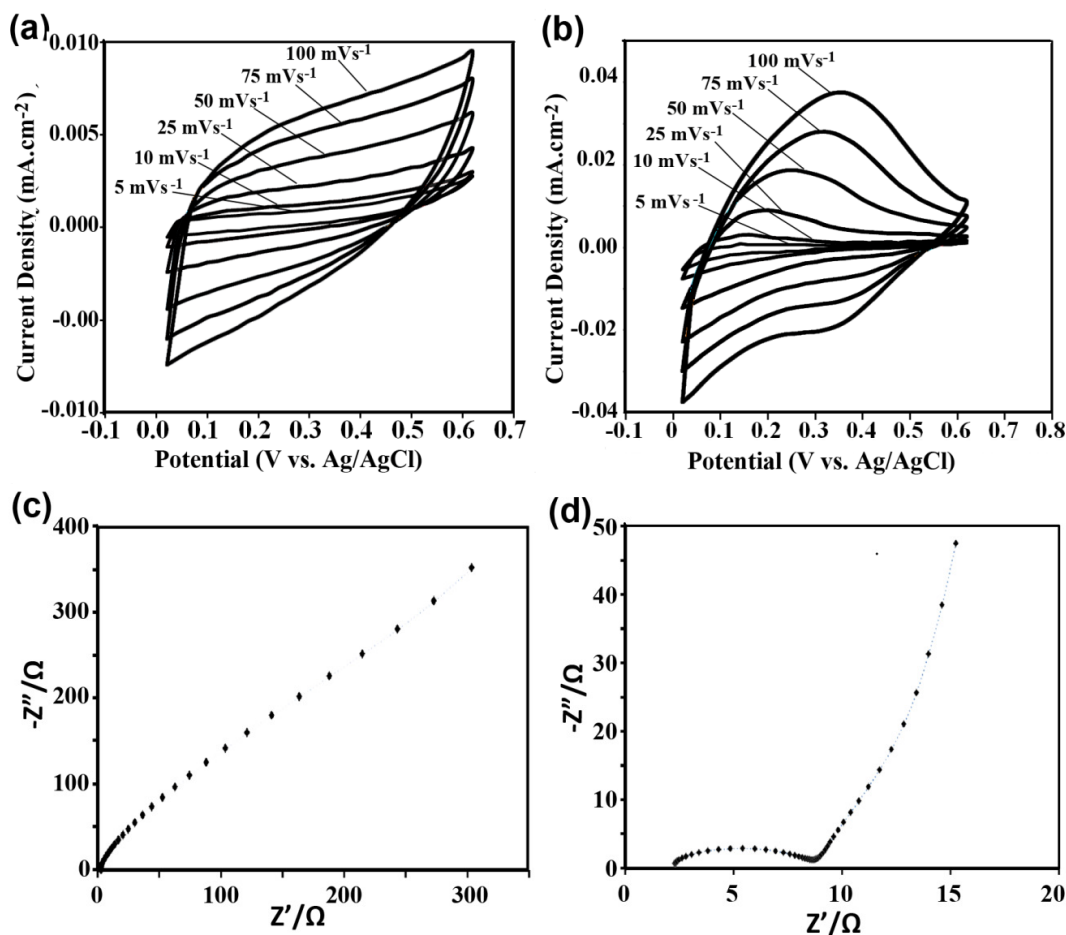 (a)
0.010
0.005
0.000
-0.00
-0.010
Current Density (mA.cm-2)
100 mVs-1
75 mVs-1
50 mVs-1
25 mVs-1
10 mVs-1
5 mVs-1
-0.1 0.0 0.1 0.2 0.3 0.4 0.5 0.6 0.7
Potential (V vs. Ag/AgCl)
(b)
0.04
0.02
0.00
-0.02
-0.04
Current Density (mA.cm-2)
100 mVs-1
75 mVs-1
50 mVs-1
25 mVs-1
10 mVs-1
5 mVs-1
-0.1 0 0.1 0.2 0.3 0.4 0.5 0.6 0.7 0.8
Potential (V vs. Ag/AgCl)
(c)
400
300
200
100
0
-Z''/Ω
0 100 200 300
Z'/Ω
(d)
50
40
30
20
10
0
-Z''/Ω
0 5 10 15 20
Z'/Ω